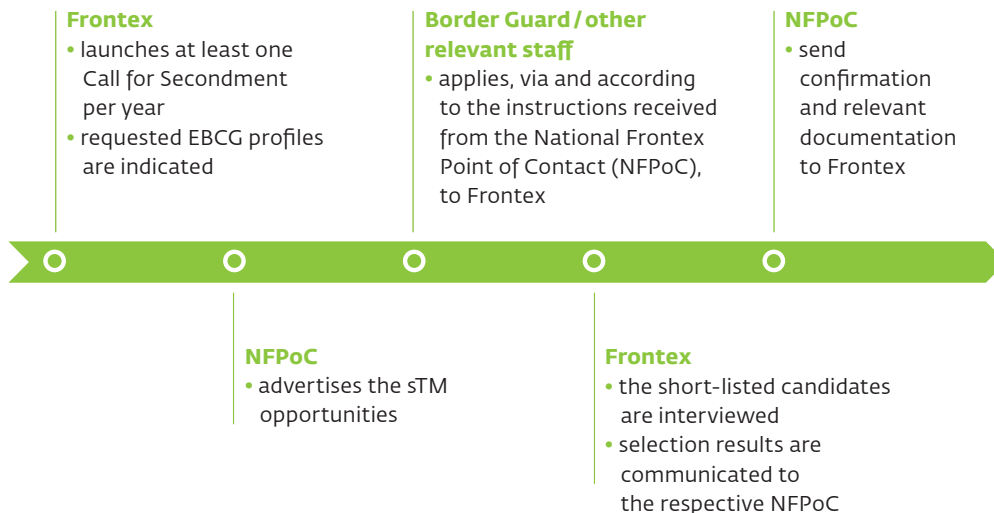 Frontex
• launches at least one
Call for Secondment
per year
• requested EBCG profiles
are indicated
NFPoC
• advertises the sTM
opportunities
Border Guard / other
relevant staff
• applies, via and according
to the instructions received
from the National Frontex
Point of Contact (NFPoC),
to Frontex
Frontex
• the short-listed candidates
are interviewed
• selection results are
communicated to
the respective NFPoC
NFPoC
• send
confirmation
and relevant
documentation
to Frontex